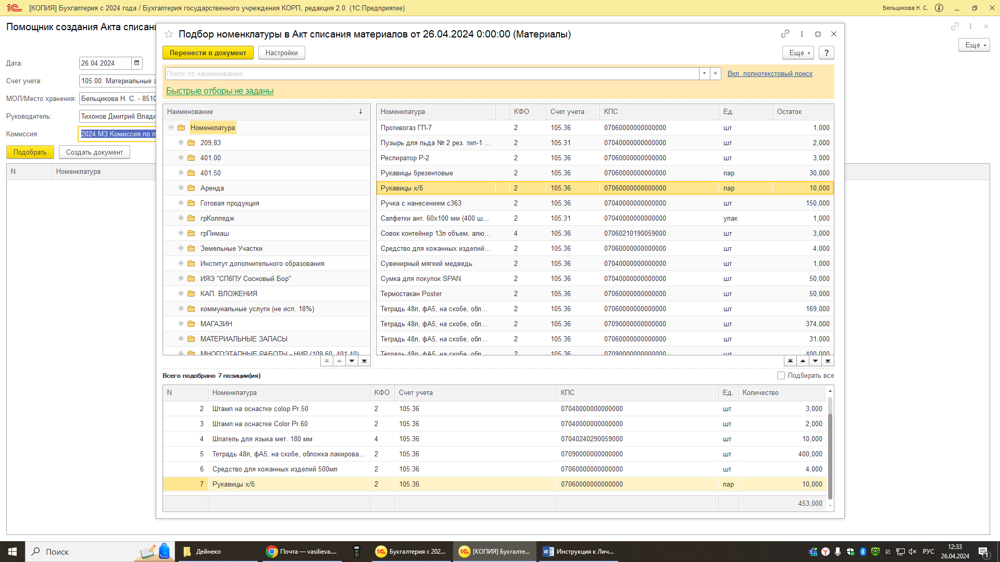 [КОПИЯ] Бухгалтерия с 2024 года / Бухгалтерия государственного учреждения КОРП, редакция 2.0 (1С:Предприятие)
Бельцикова Н. С.
Помощник создания Акта списани
Еще
Дата:
26.04.2024
Счет учета:
105.00. Материальные з
МОЛ/Место хранения:
Бельцикова Н. С. - 8510
Руководитель:
Тихонов Дмитрий Влади
Комиссия:
2024 МЗ Комиссия по п
Подобрать
Создать документ
N Номенклатура
Подбор номенклатуры в Акт списания материалов от 26.04.2024 0:00:00 (Материалы)
Перенести в документ
Настройки
Еще
?
Поиск по наименованию
Вкл. полнотекстовый поиск
Быстрые отборы не заданы
Наименование
Номенклатура
209,83
401.00
401.50
Аренда
Готовая продукция
грКолледж
грПимаш
Земельные Участки
Институт дополнительного образования
ИЯЭ "СПбПУ Сосновый Бор"
КАП. ВЛОЖЕНИЯ
коммунальные услуги (не исп. 18%)
МАГАЗИН
МАТЕРИАЛЬНЫЕ ЗАПАСЫ
МНОГОЭТАПНЫЕ РАБОТЫ - НИР (109.60, 401.40)
Номенклатура КФО Счет учета КПС Ед. Остаток
Противогаз ГП-7 2 105.36 07060000000000000 шт 1,000
Пузырь для льда № 2 рез. тип-1 ... 2 105.31 07040000000000000 шт 2,000
Респиратор Р-2 2 105.36 07060000000000000 шт 3,000
Рукавицы брезентовые 2 105.36 07060000000000000 пар 30,000
Рукавицы х/б 2 105.36 07060000000000000 пар 10,000
Ручка с нанесением с363 2 105.36 07040000000000000 шт 150,000
Салфетки ант. 60х100 мм (400 ш... 2 105.31 07040000000000000 упак 1,000
Совок контейнер 13л объем, алю... 4 105.36 07060210190059000 шт 3,000
Средство для кожанных изделий... 2 105.36 07060000000000000 шт 4,000
Сувенирный мягкий медведь 2 105.36 07040000000000000 шт 1,000
Сумка для покупок SPAN 2 105.36 07040000000000000 шт 50,000
Термостакан Poster 2 105.36 07060000000000000 шт 50,000
Тетрадь 48л, фА5, на скобе, обл... 2 105.36 07060000000000000 шт 169,000
Тетрадь 48л, фА5, на скобе, обл... 2 105.36 07090000000000000 шт 374,000
Тетрадь 48л, фА5, на скобе, обл... 2 105.36 07060000000000000 шт 31,000
Тетрадь 48л, фА5, на скобе, обл... 2 105.36 07090000000000000 шт 400,000
Всего подобрано 7 позиции(ия)
Подбирать все
N Номенклатура КФО Счет учета КПС Ед. Количество
2 Штамп на оснастке colop Pr.50 2 105.36 07040000000000000 шт 3,000
3 Штамп на оснастке Color Pr.60 2 105.36 07040000000000000 шт 2,000
4 Шпатель для языка мет. 180 мм 4 105.36 07040240290059000 шт 10,000
5 Тетрадь 48л, фА5, на скобе, обложка лакирова... 2 105.36 07090000000000000 шт 400,000
6 Средство для кожанных изделий 500мл 2 105.36 07060000000000000 шт 4,000
7 Рукавицы х/б 2 105.36 07060000000000000 пар 10,000
453,000
Поиск
Дейнеко
Почта — vasilieva....
Бухгалтерия с 202...
[КОПИЯ] Бухгалте...
Инструкция к Лич...
РУС
12:33
26.04.2024
1